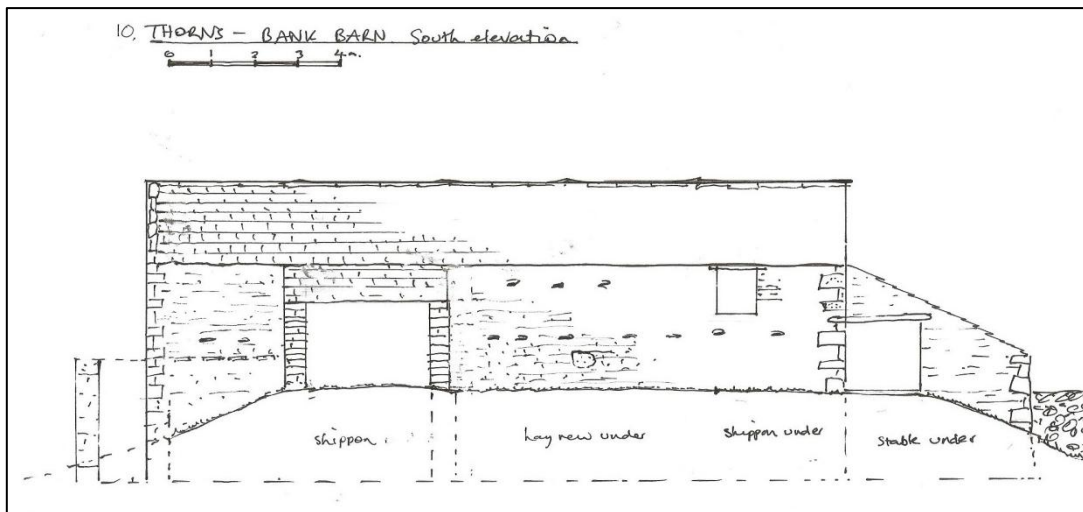 10. THORNS - BANK BARN South elevation
0 1 2 3 4m.
shippon
hay mew under
shippon under
stable under